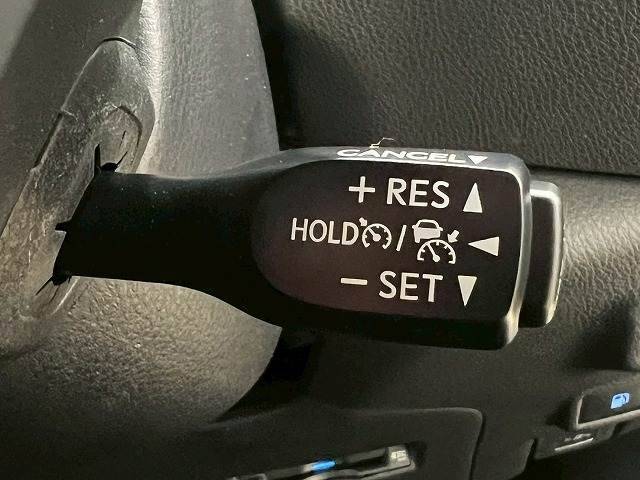 CANCEL▼
+ RES ▲
HOLD / ◀
− SET ▼